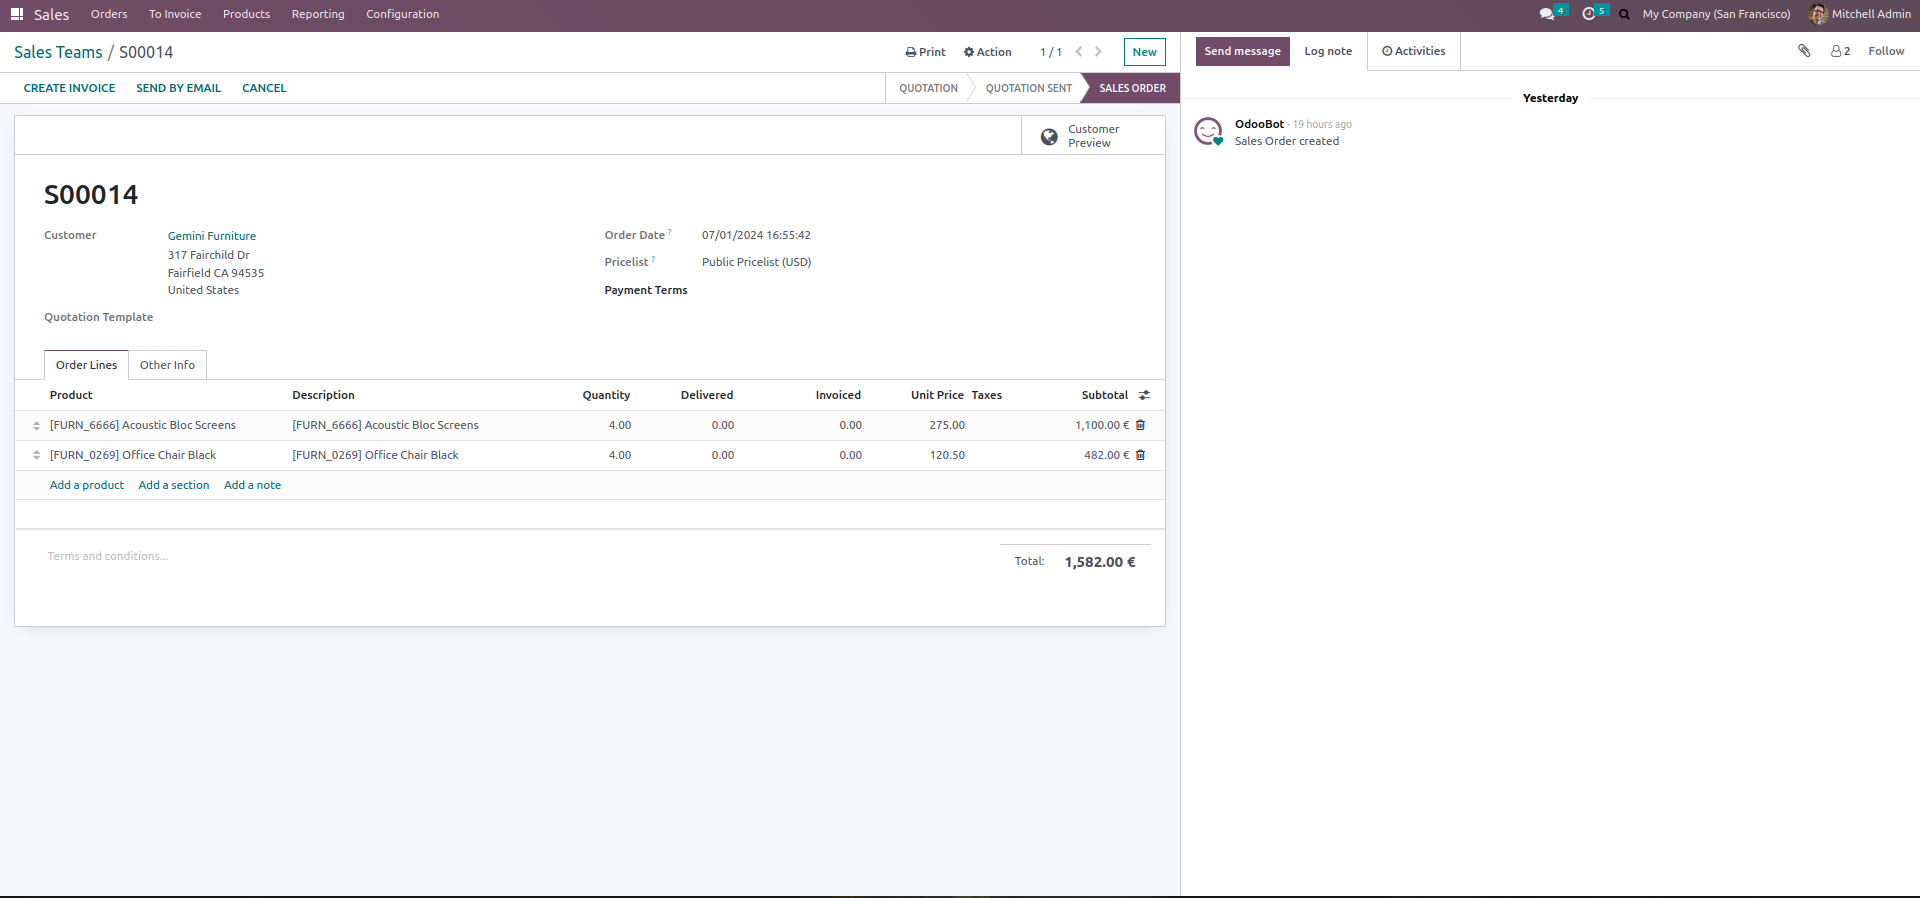 Sales Orders To Invoice Products Reporting Configuration 4 5 My Company (San Francisco) Mitchell Admin
Sales Teams / S00014 Print Action 1 / 1 New
CREATE INVOICE SEND BY EMAIL CANCEL QUOTATION QUOTATION SENT SALES ORDER
Customer
Preview
S00014
Customer
Gemini Furniture
317 Fairchild Dr
Fairfield CA 94535
United States
Quotation Template
Order Date ? 07/01/2024 16:55:42
Pricelist ? Public Pricelist (USD)
Payment Terms
Order Lines Other Info
Product Description Quantity Delivered Invoiced Unit Price Taxes Subtotal
[FURN_6666] Acoustic Bloc Screens [FURN_6666] Acoustic Bloc Screens 4.00 0.00 0.00 275.00 1,100.00 €
[FURN_0269] Office Chair Black [FURN_0269] Office Chair Black 4.00 0.00 0.00 120.50 482.00 €
Add a product Add a section Add a note
Terms and conditions...
Total: 1,582.00 €
Send message Log note Activities 2 Follow
Yesterday
OdooBot - 19 hours ago
Sales Order created